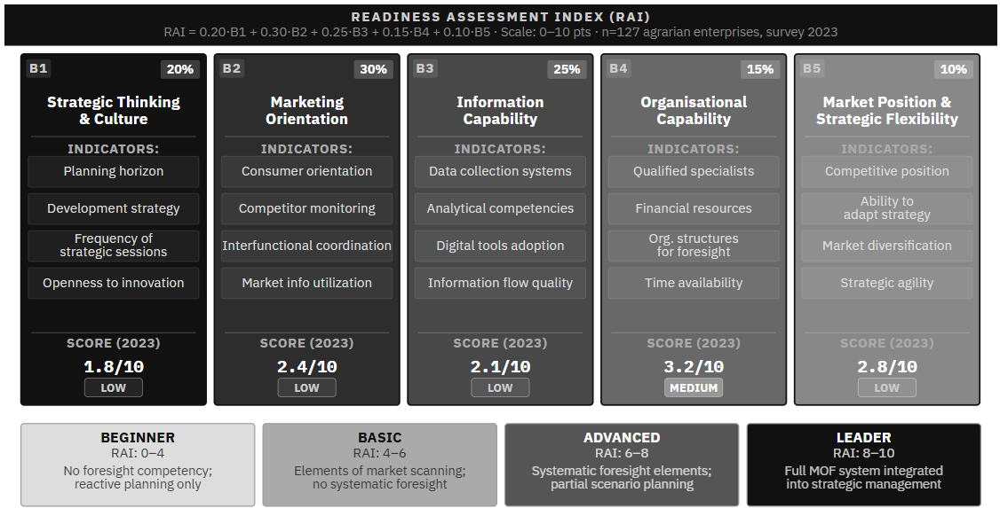 READINESS ASSESSMENT INDEX (RAI)
RAI = 0.20·B1 + 0.30·B2 + 0.25·B3 + 0.15·B4 + 0.10·B5 · Scale: 0–10 pts · n=127 agrarian enterprises, survey 2023
B1
20%
Strategic Thinking
& Culture
INDICATORS:
Planning horizon
Development strategy
Frequency of
strategic sessions
Openness to innovation
SCORE (2023)
1.8/10
LOW
B2
30%
Marketing
Orientation
INDICATORS:
Consumer orientation
Competitor monitoring
Interfunctional coordination
Market info utilization
SCORE (2023)
2.4/10
LOW
B3
25%
Information
Capability
INDICATORS:
Data collection systems
Analytical competencies
Digital tools adoption
Information flow quality
SCORE (2023)
2.1/10
LOW
B4
15%
Organisational
Capability
INDICATORS:
Qualified specialists
Financial resources
Org. structures
for foresight
Time availability
SCORE (2023)
3.2/10
MEDIUM
B5
10%
Market Position &
Strategic Flexibility
INDICATORS:
Competitive position
Ability to
adapt strategy
Market diversification
Strategic agility
SCORE (2023)
2.8/10
LOW
BEGINNER
RAI: 0–4
No foresight competency;
reactive planning only
BASIC
RAI: 4–6
Elements of market scanning;
no systematic foresight
ADVANCED
RAI: 6–8
Systematic foresight elements;
partial scenario planning
LEADER
RAI: 8–10
Full MOF system integrated
into strategic management